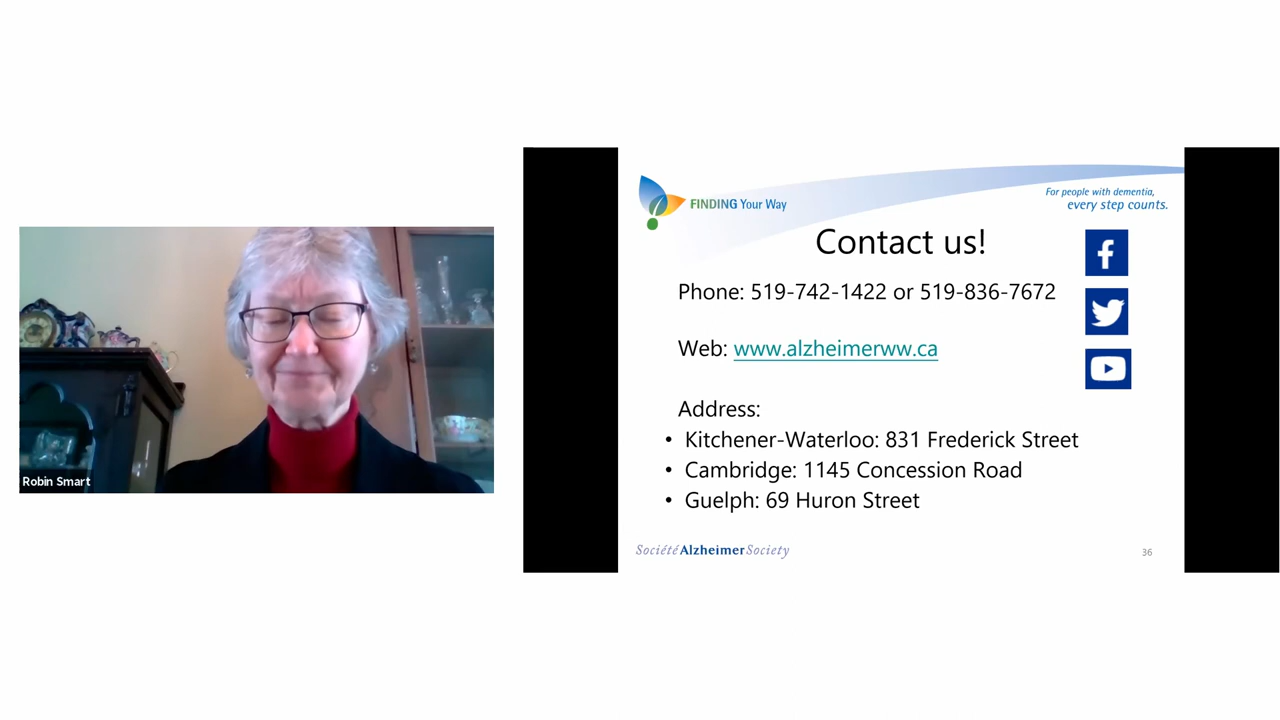 Robin Smart
FINDING Your Way
For people with dementia,
every step counts.
Contact us!
Phone: 519-742-1422 or 519-836-7672
Web: www.alzheimerww.ca
Address:
• Kitchener-Waterloo: 831 Frederick Street
• Cambridge: 1145 Concession Road
• Guelph: 69 Huron Street
Société Alzheimer Society
36